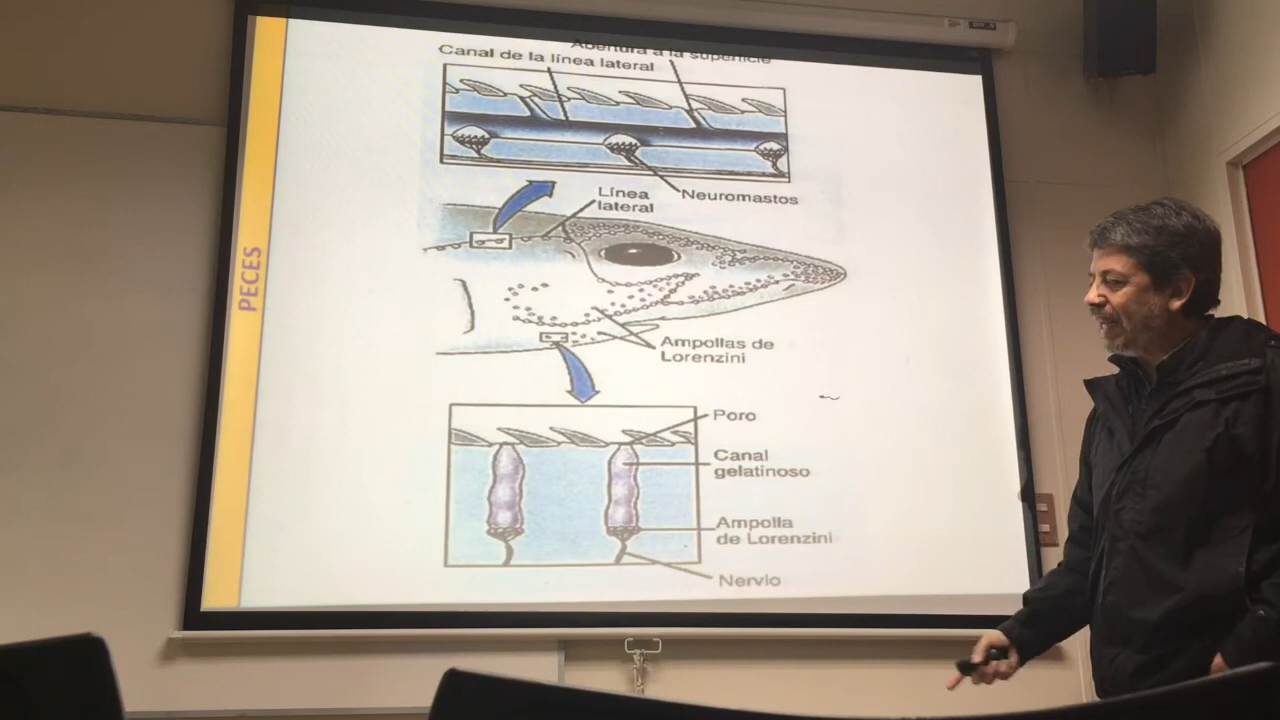 PECES
Abertura a la superficie
Canal de la línea lateral
Neuromastos
Línea
lateral
Ampollas de
Lorenzini
Poro
Canal
gelatinoso
Ampolla
de Lorenzini
Nervio